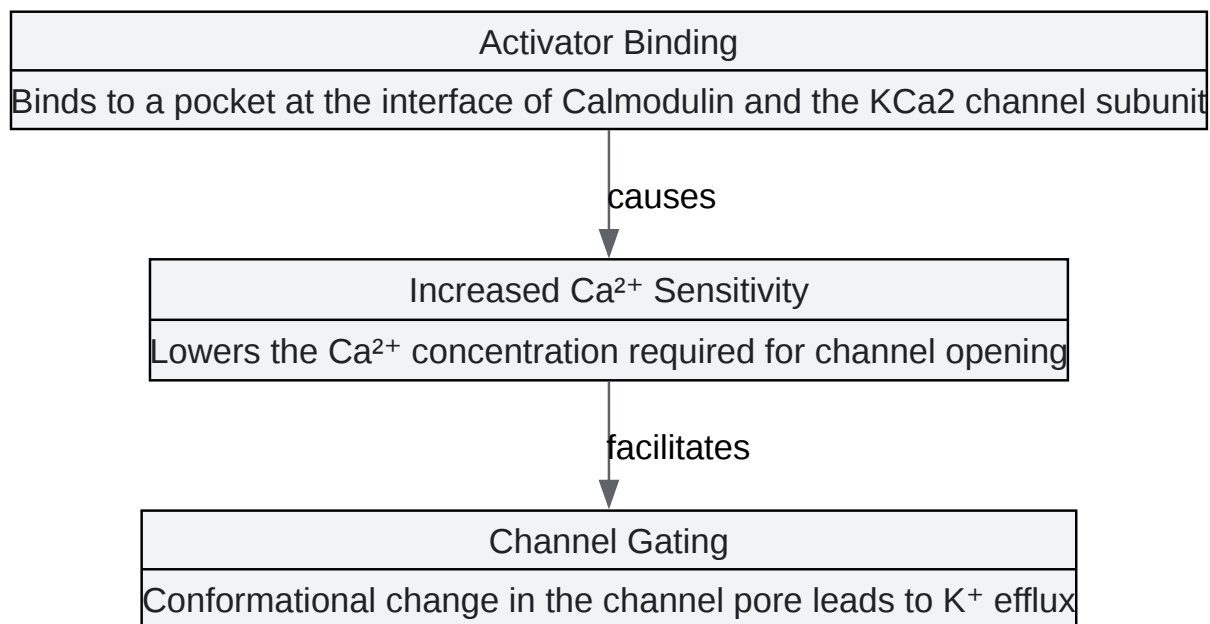 Activator Binding
Binds to a pocket at the interface of Calmodulin and the KCa2 channel subunit
causes
Increased Ca²⁺ Sensitivity
Lowers the Ca²⁺ concentration required for channel opening
facilitates
Channel Gating
Conformational change in the channel pore leads to K⁺ efflux